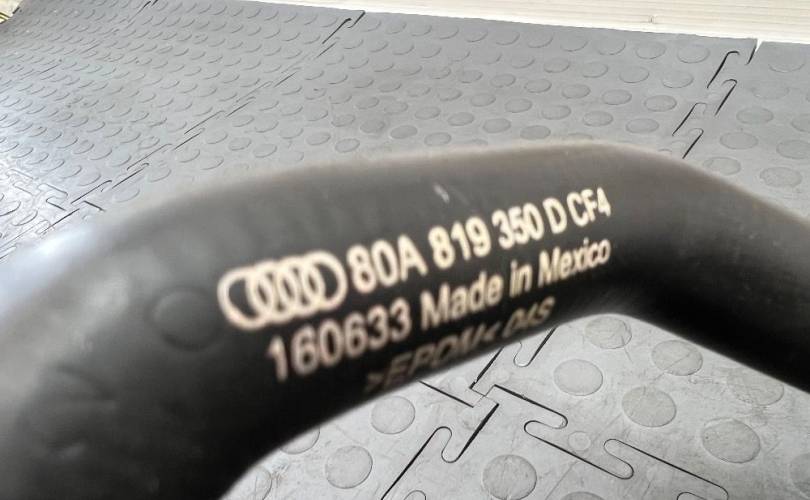 80A 819 350 D CF4
160633 Made in Mexico
>EPDM< 04S